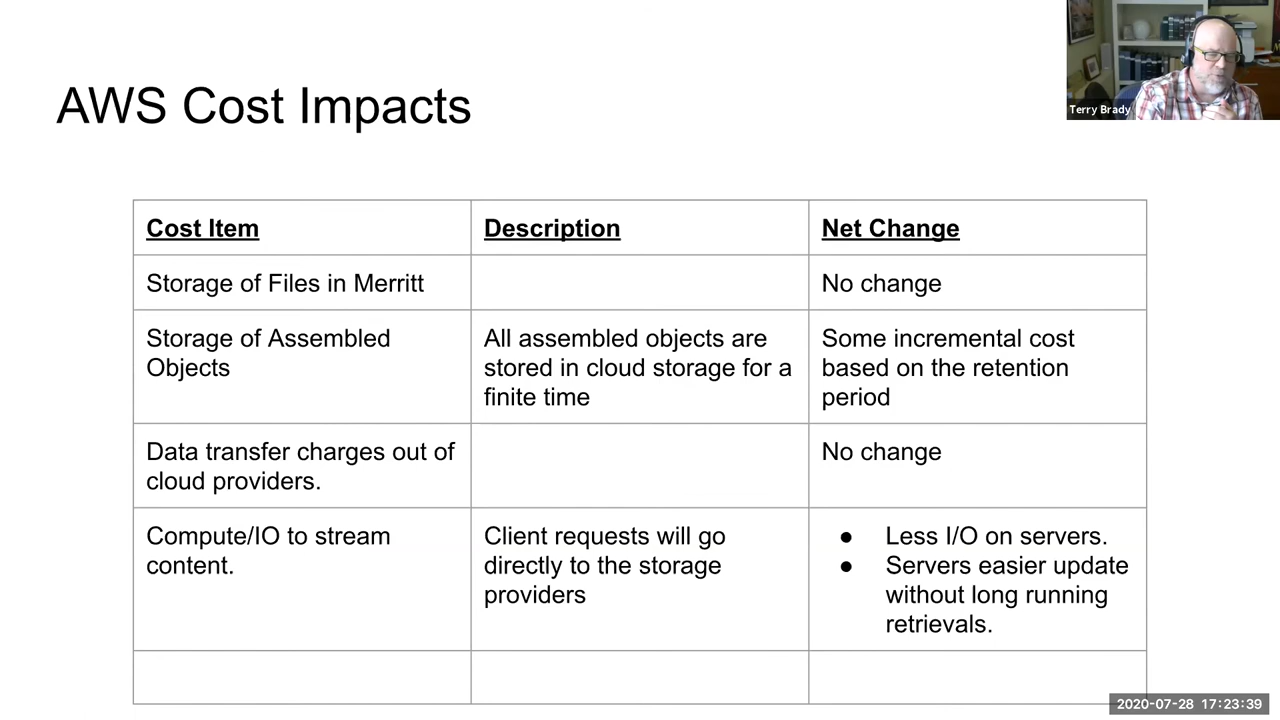 AWS Cost Impacts
Terry Brady
Cost Item
Description
Net Change
Storage of Files in Merritt
No change
Storage of Assembled
Objects
All assembled objects are
stored in cloud storage for a
finite time
Some incremental cost
based on the retention
period
Data transfer charges out of
cloud providers.
No change
Compute/IO to stream
content.
Client requests will go
directly to the storage
providers
● Less I/O on servers.
● Servers easier update
without long running
retrievals.
2020-07-28 17:23:39